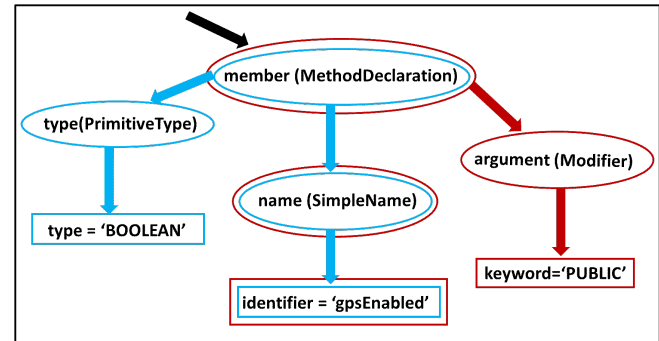 member (MethodDeclaration)
type(PrimitiveType)
argument (Modifier)
name (SimpleName)
type = ‘BOOLEAN’
keyword=‘PUBLIC’
identifier = ‘gpsEnabled’